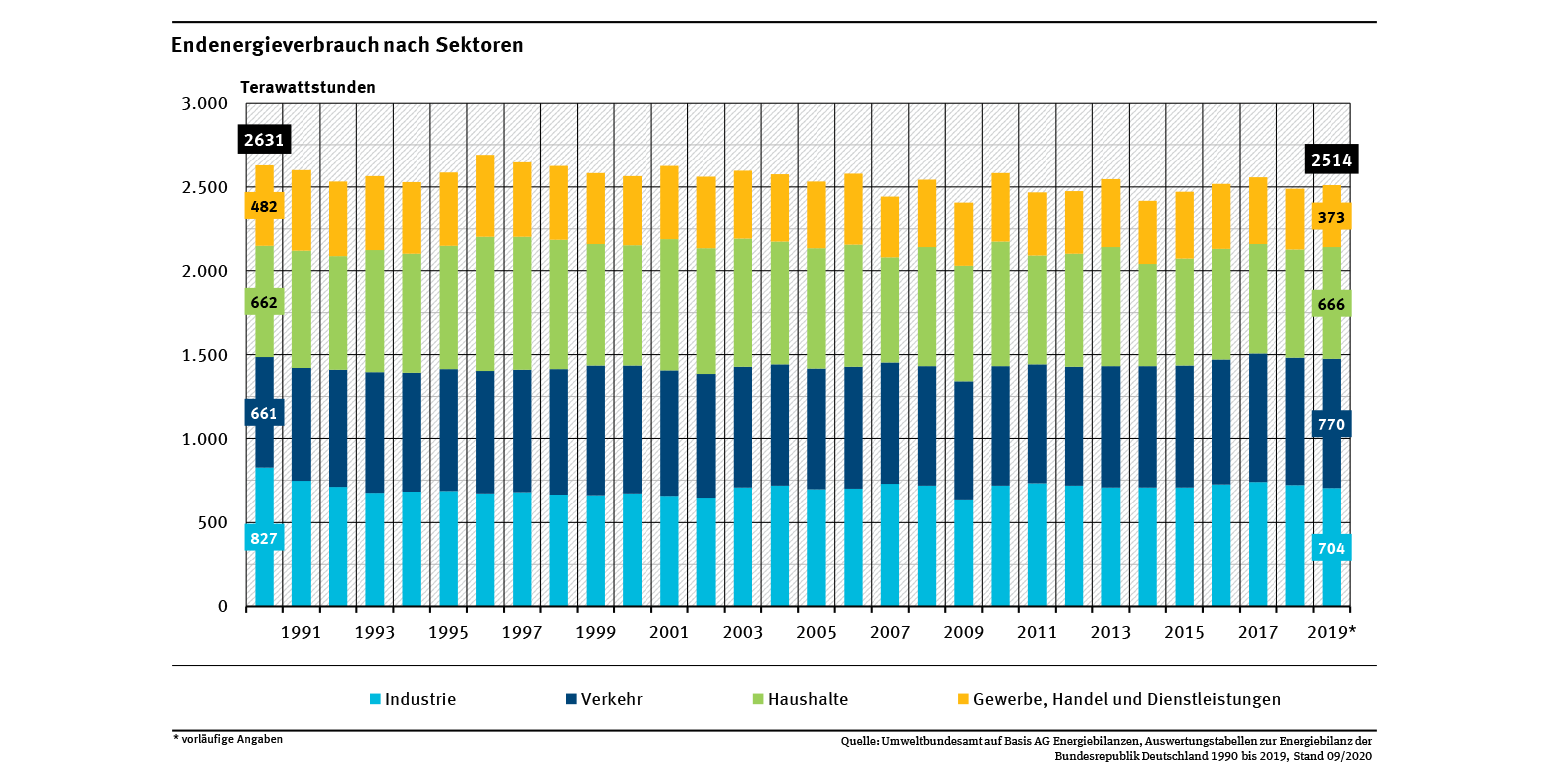 Endenergieverbrauch nach Sektoren
Terawattstunden
3.000
2.500
2.000
1.500
1.000
500
0
2631
482
662
661
827
2514
373
666
770
704
1991 1993 1995 1997 1999 2001 2003 2005 2007 2009 2011 2013 2015 2017 2019*
Industrie Verkehr Haushalte Gewerbe, Handel und Dienstleistungen
* vorläufige Angaben
Quelle: Umweltbundesamt auf Basis AG Energiebilanzen, Auswertungstabellen zur Energiebilanz der
Bundesrepublik Deutschland 1990 bis 2019, Stand 09/2020